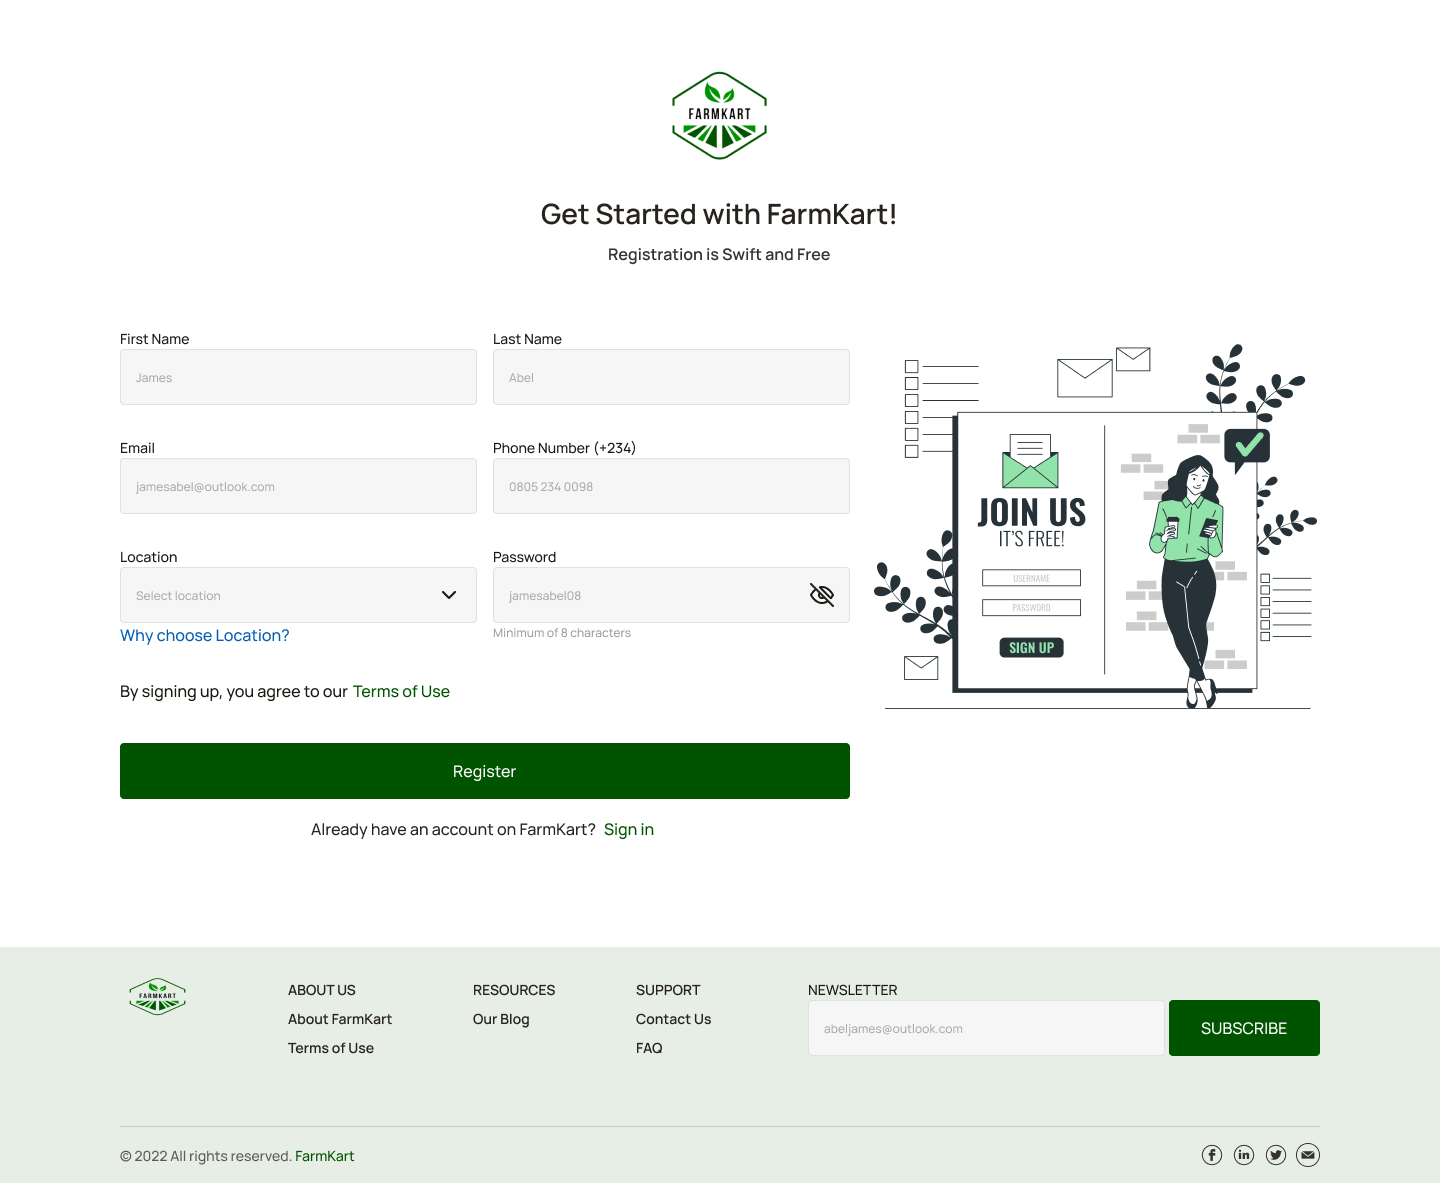 FARMKART
Get Started with FarmKart!
Registration is Swift and Free
First Name
James
Last Name
Abel
Email
jamesabel@outlook.com
Phone Number (+234)
0805 234 0098
Location
Select location
Why choose Location?
Password
jamesabel08
Minimum of 8 characters
By signing up, you agree to our Terms of Use
Register
Already have an account on FarmKart? Sign in
JOIN US
IT'S FREE!
USERNAME
PASSWORD
SIGN UP
FARMKART
ABOUT US
About FarmKart
Terms of Use
RESOURCES
Our Blog
SUPPORT
Contact Us
FAQ
NEWSLETTER
abeljames@outlook.com
SUBSCRIBE
© 2022 All rights reserved. FarmKart